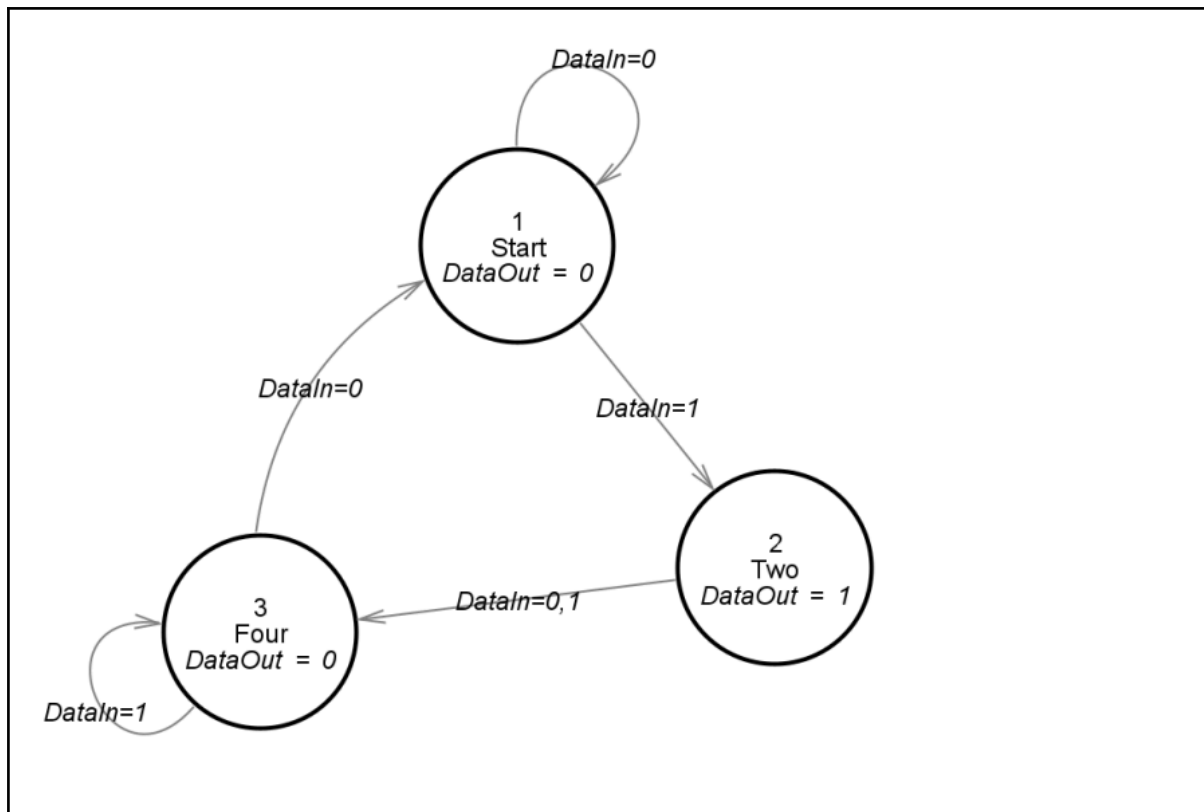 DataIn=0
1
Start
DataOut = 0
DataIn=0
DataIn=1
2
Two
DataOut = 1
DataIn=0,1
3
Four
DataOut = 0
DataIn=1